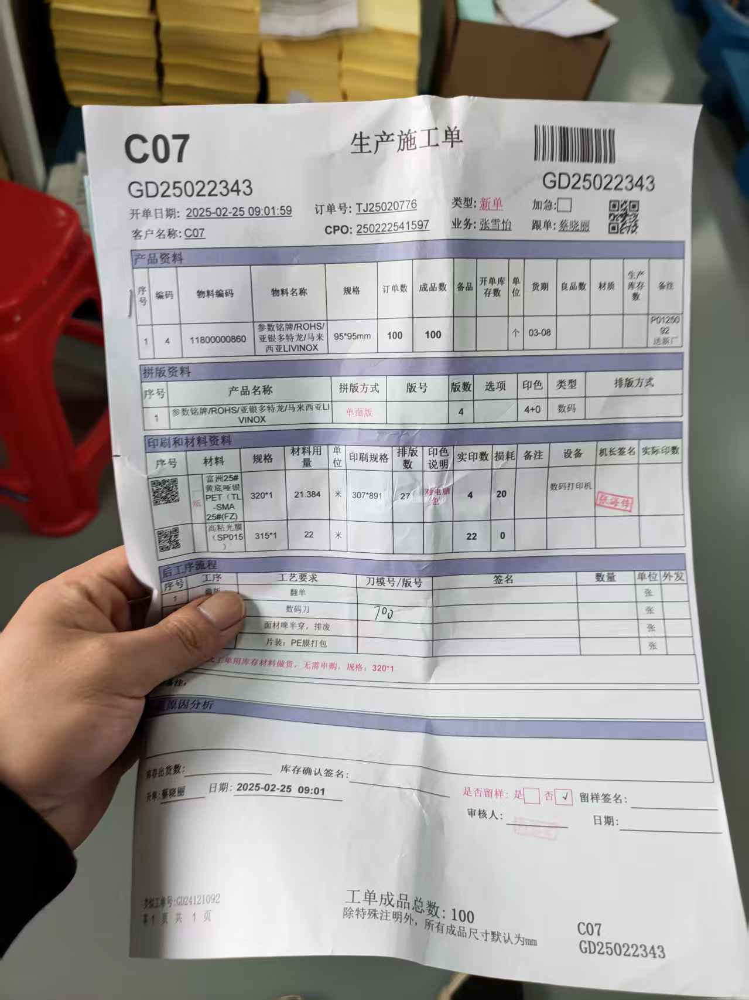 C07
生产施工单
GD25022343
GD25022343
开单日期: 2025-02-25 09:01:59 订单号: TJ25020776 类型: 新单 加急:
客户名称: C07 CPO: 250222541597 业务: 张雪怡 跟单: 蔡晓丽
产品资料
序号 编码 物料编码 物料名称 规格 订单数 成品数 备品 开单库存数 单位 货期 良品数 材质 生产库存数 备注
1 4 11800000860 参数铭牌/ROHS/亚银多特龙/马来西亚LIVINOX 95*95mm 100 100 个 03-08 P0125092
拼版资料
序号 产品名称 拼版方式 版号 版数 选项 印色 类型 排版方式
1 参数铭牌/ROHS/亚银多特龙/马来西亚LIVINOX 单面版 4 4+0 数码
印刷和材料资料
序号 材料 规格 材料用量 单位 印刷规格 排版数 印色说明 实印数 损耗 备注 设备 机长签名 实际印数
纸 富洲25#黄底哑银PET（TL-SMA25#(FZ) 320*1 21.384 米 307*891 27 对电脑色 4 20 数码打印机
高粘光膜（SP015） 315*1 22 米 22 0
后工序流程
序号 工序 工艺要求 刀模号/版号 签名 数量 单位 外发
1 翻单 张
数码刀 700 张
面材啤半穿，排废 张
片装：PE膜打包 张
工单用库存材料做货，无需申购，规格：320*1
备注:
原因分析
库存出货数: 库存确认签名:
开单:蔡晓丽 日期: 2025-02-25 09:01 是否留样: 是 否 √ 留样签名:
审核人: 日期:
类似工单号:GD24121092
第 1 页 共 1 页
工单成品总数: 100
除特殊注明外，所有成品尺寸默认为mm
C07
GD25022343